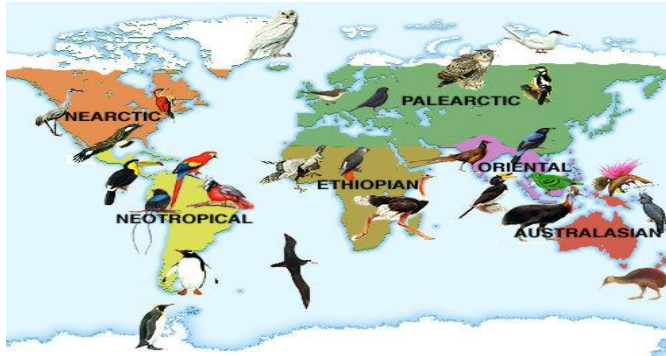 NEARCTIC
PALEARCTIC
ETHIOPIAN
ORIENTAL
NEOTROPICAL
AUSTRALASIAN